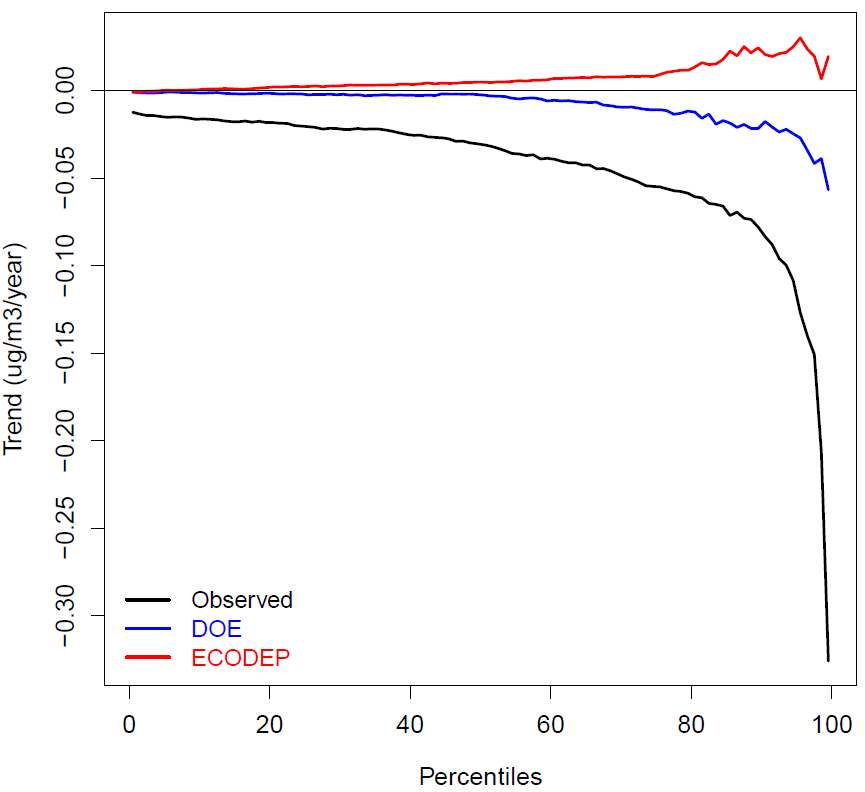 0.00
−0.05
−0.10
−0.15
−0.20
−0.25
−0.30
Trend (ug/m3/year)
Observed
DOE
ECODEP
0 20 40 60 80 100
Percentiles